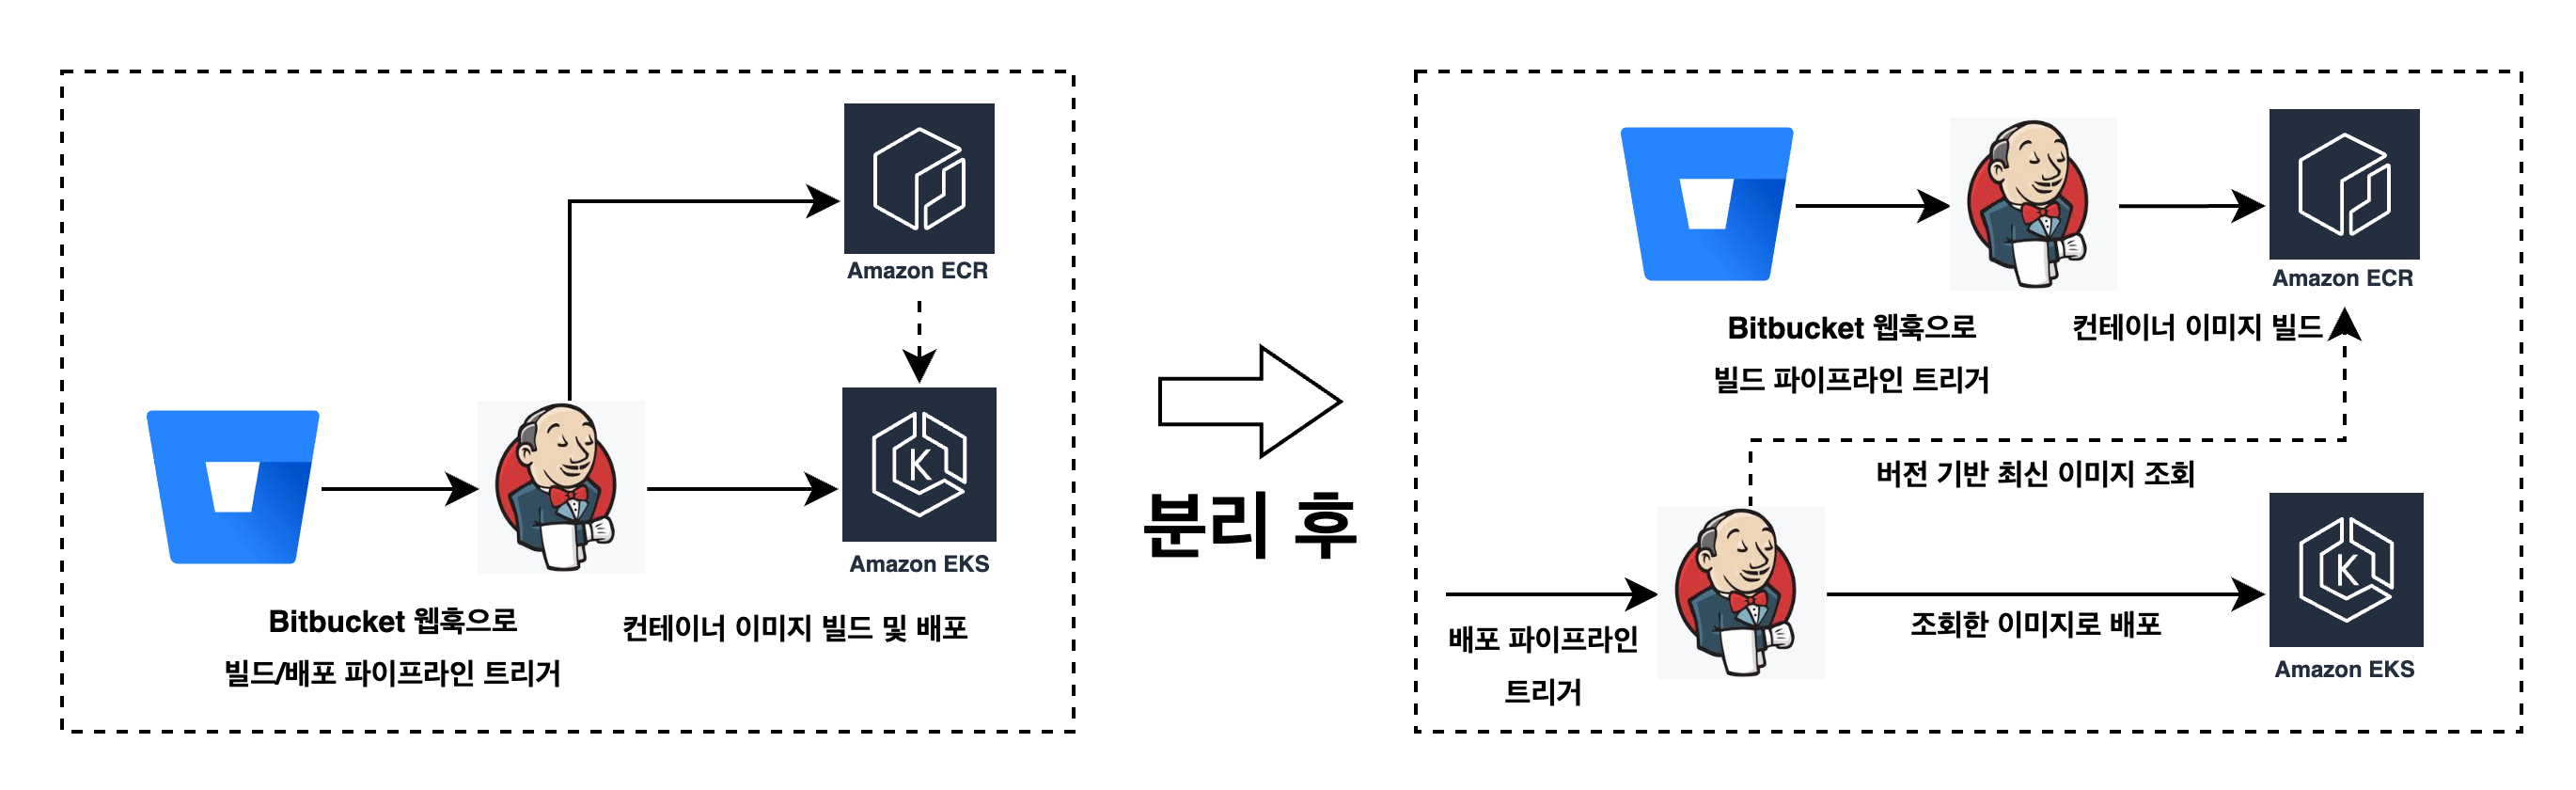 Amazon ECR
Amazon EKS
Bitbucket 웹훅으로
빌드/배포 파이프라인 트리거
컨테이너 이미지 빌드 및 배포
분리 후
Amazon ECR
Bitbucket 웹훅으로
빌드 파이프라인 트리거
컨테이너 이미지 빌드
버전 기반 최신 이미지 조회
배포 파이프라인
트리거
조회한 이미지로 배포
Amazon EKS